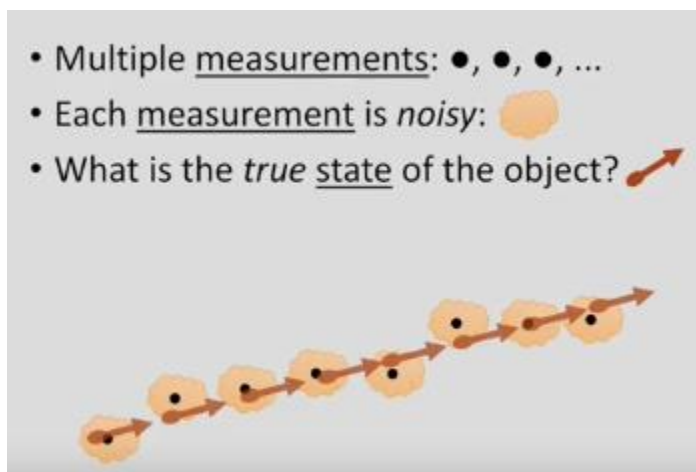 • Multiple measurements: ●, ●, ●, ...
• Each measurement is noisy:
• What is the true state of the object?